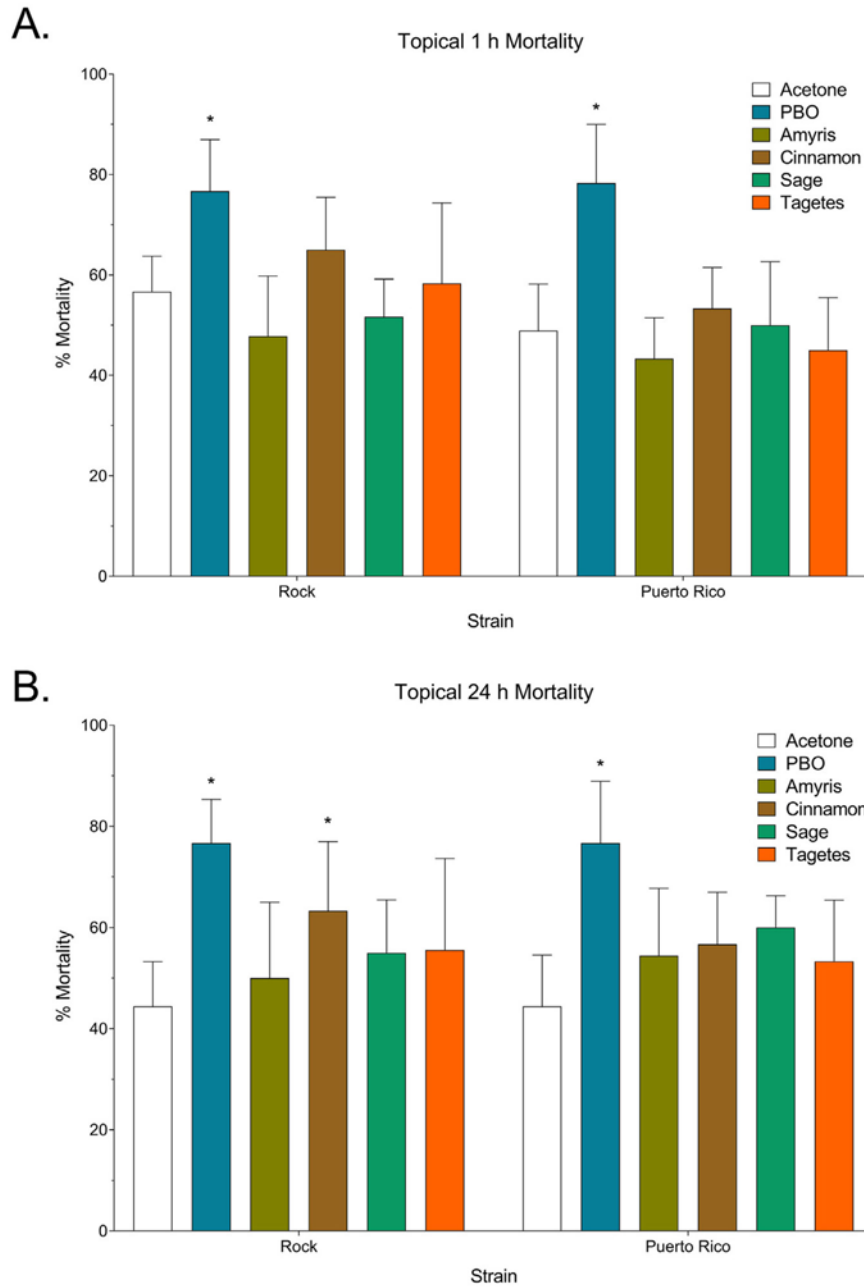 A.
Topical 1 h Mortality
100
80
60
40
20
0
% Mortality
*
*
Acetone
PBO
Amyris
Cinnamon
Sage
Tagetes
Rock
Puerto Rico
Strain
B.
Topical 24 h Mortality
100
80
60
40
20
0
% Mortality
*
*
*
Acetone
PBO
Amyris
Cinnamon
Sage
Tagetes
Rock
Puerto Rico
Strain